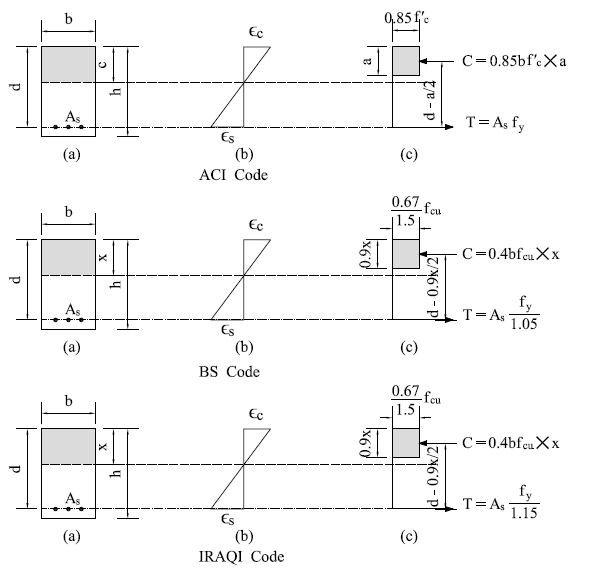 b
ϵc
0.85f′c
d
c
h
As
a
d - a/2
C = 0.85bf′c × a
T = As fy
ϵs
(a)
(b)
(c)
ACI Code
b
ϵc
0.67
1.5
fcu
d
x
h
As
0.9x
d - 0.9x/2
C = 0.4bfcu × x
T = As fy
1.05
ϵs
(a)
(b)
(c)
BS Code
b
ϵc
0.67
1.5
fcu
d
x
h
As
0.9x
d - 0.9x/2
C = 0.4bfcu × x
T = As fy
1.15
ϵs
(a)
(b)
(c)
IRAQI Code